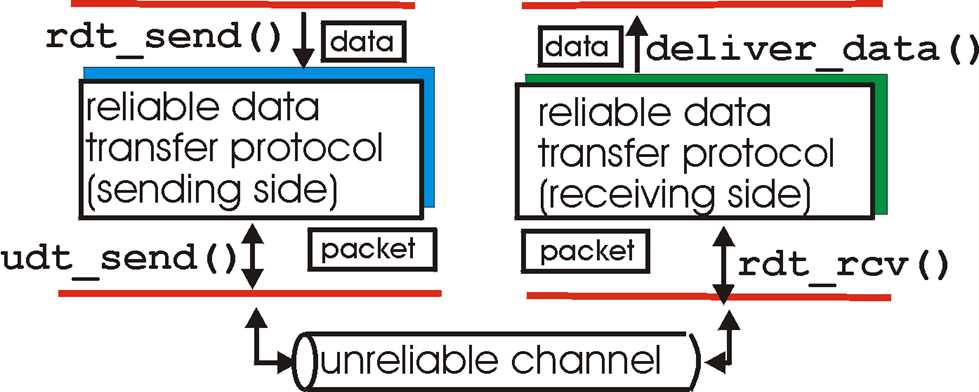 rdt_send()
data
data
deliver_data()
reliable data
transfer protocol
(sending side)
reliable data
transfer protocol
(receiving side)
udt_send()
packet
packet
rdt_rcv()
unreliable channel